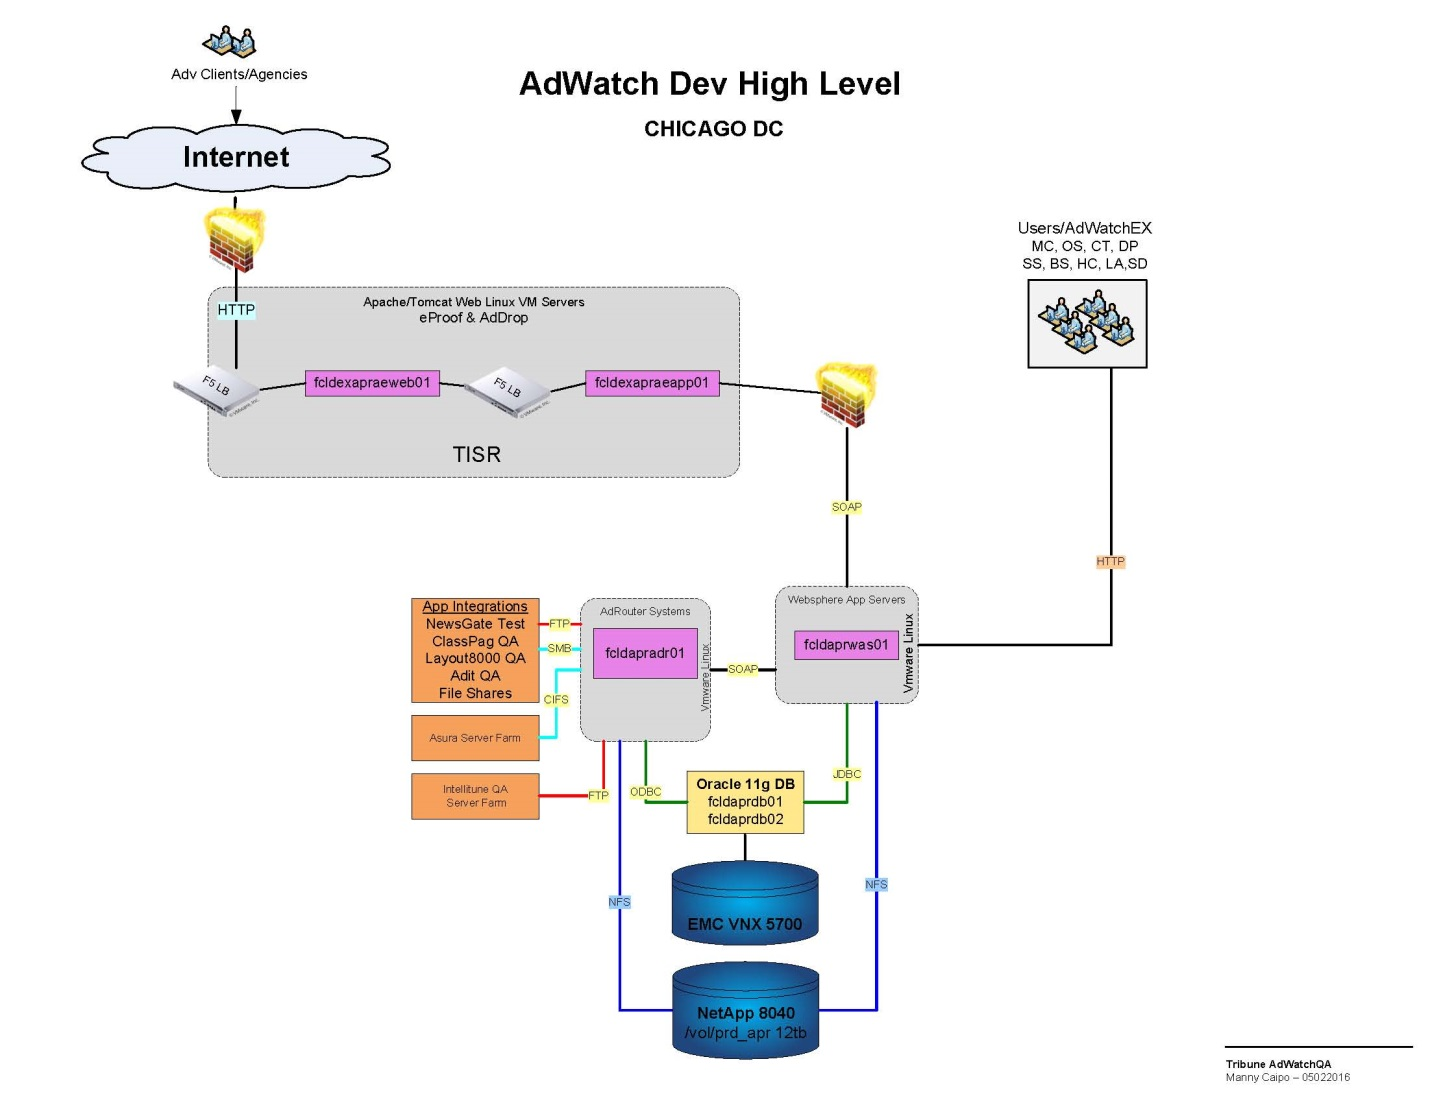 Adv Clients/Agencies
AdWatch Dev High Level
CHICAGO DC
Internet
Users/AdWatchEX
MC, OS, CT, DP
SS, BS, HC, LA,SD
HTTP
Apache/Tomcat Web Linux VM Servers
eProof & AdDrop
F5 LB
fcldexapraeweb01
F5 LB
fcldexapraeapp01
TISR
SOAP
HTTP
App Integrations
NewsGate Test
ClassPag QA
Layout8000 QA
Adit QA
File Shares
FTP
SMB
CIFS
AdRouter Systems
fcldapradr01
Vmware Linux
SOAP
Websphere App Servers
fcldaprwas01
Vmware Linux
Asura Server Farm
Intellitune QA
Server Farm
FTP
ODBC
JDBC
Oracle 11g DB
fcldaprdb01
fcldaprdb02
NFS
NFS
EMC VNX 5700
NetApp 8040
/vol/prd_apr 12tb
Tribune AdWatchQA
Manny Caipo – 05022016